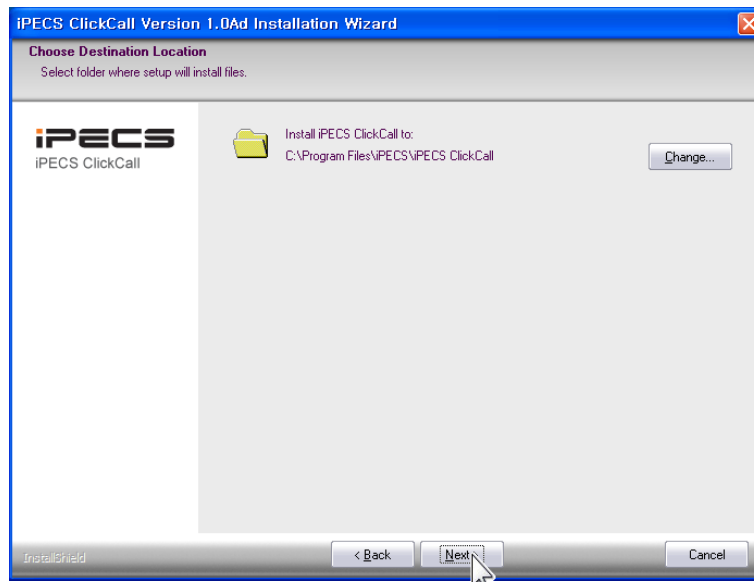 iPECS ClickCall Version 1.0Ad Installation Wizard
Choose Destination Location
Select folder where setup will install files.
iPECS
iPECS ClickCall
Install iPECS ClickCall to:
C:\Program Files\iPECS\iPECS ClickCall
Change...
InstallShield
< Back
Next >
Cancel